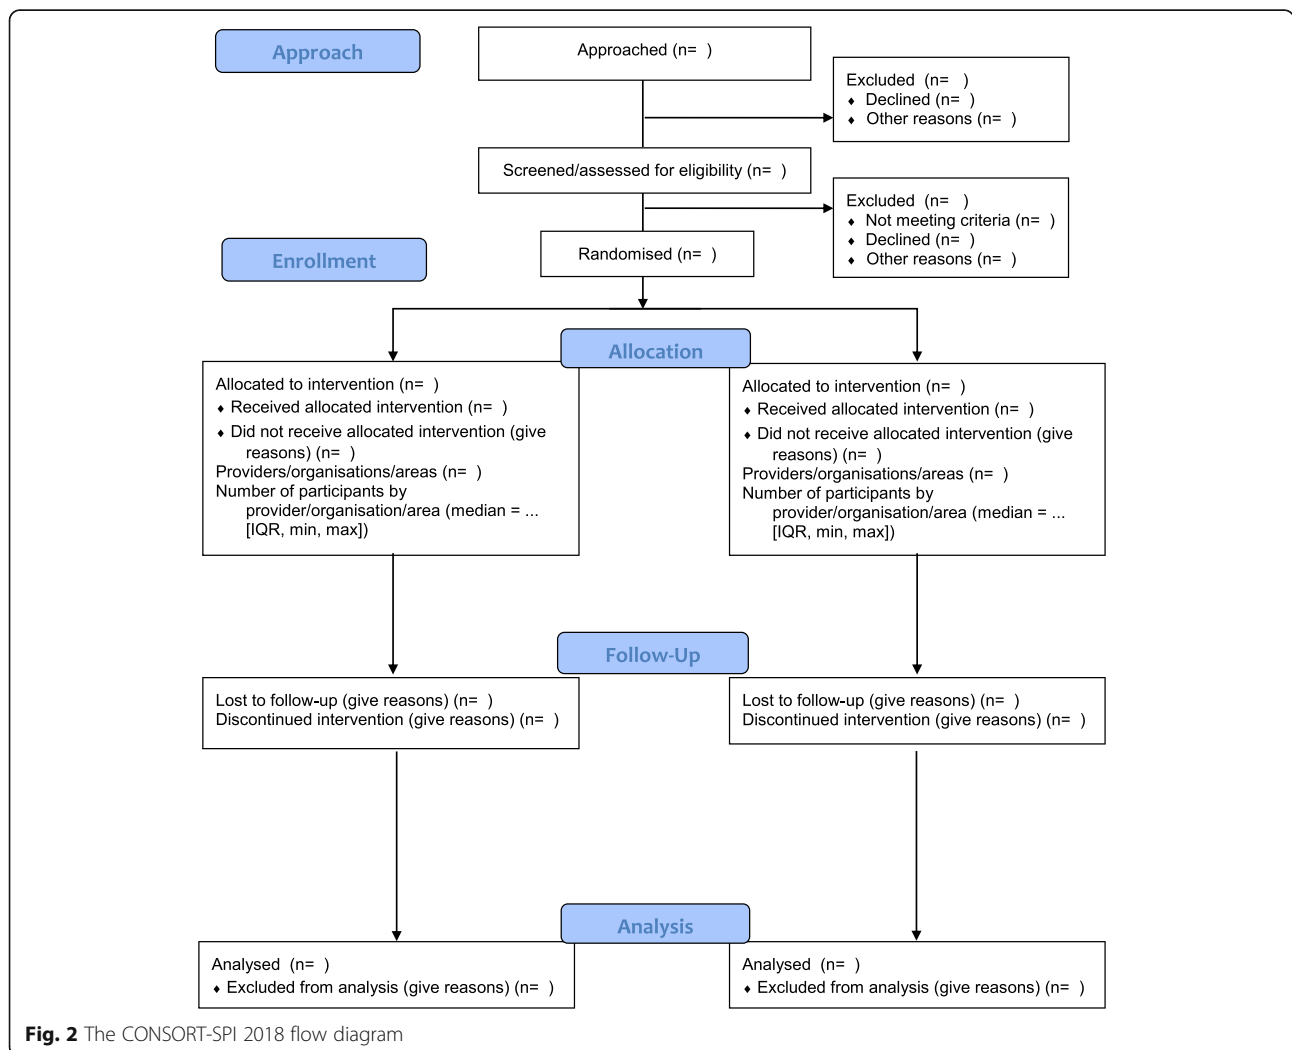 Approach
Approached (n=  )
Excluded  (n=   )
♦ Declined (n=  )
♦ Other reasons (n=  )
Screened/assessed for eligibility (n=  )
Excluded  (n=   )
♦ Not meeting criteria (n=  )
♦ Declined (n=  )
♦ Other reasons (n=  )
Enrollment
Randomised (n=  )
Allocation
Allocated to intervention (n=  )
♦ Received allocated intervention (n=  )
♦ Did not receive allocated intervention (give
reasons) (n=  )
Providers/organisations/areas (n=  )
Number of participants by
provider/organisation/area (median = ...
[IQR, min, max])
Allocated to intervention (n=  )
♦ Received allocated intervention (n=  )
♦ Did not receive allocated intervention (give
reasons) (n=  )
Providers/organisations/areas (n=  )
Number of participants by
provider/organisation/area (median = ...
[IQR, min, max])
Follow-Up
Lost to follow-up (give reasons) (n=  )
Discontinued intervention (give reasons) (n=  )
Lost to follow-up (give reasons) (n=  )
Discontinued intervention (give reasons) (n=  )
Analysis
Analysed  (n=  )
♦ Excluded from analysis (give reasons) (n=  )
Analysed  (n=  )
♦ Excluded from analysis (give reasons) (n=  )
Fig. 2 The CONSORT-SPI 2018 flow diagram